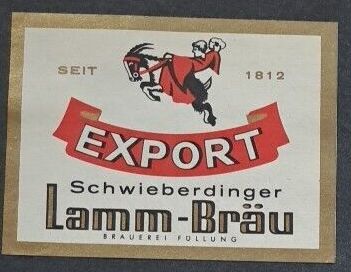 SEIT 1812
EXPORT
Schwieberdinger
Lamm-Bräu
BRAUEREI FÜLLUNG